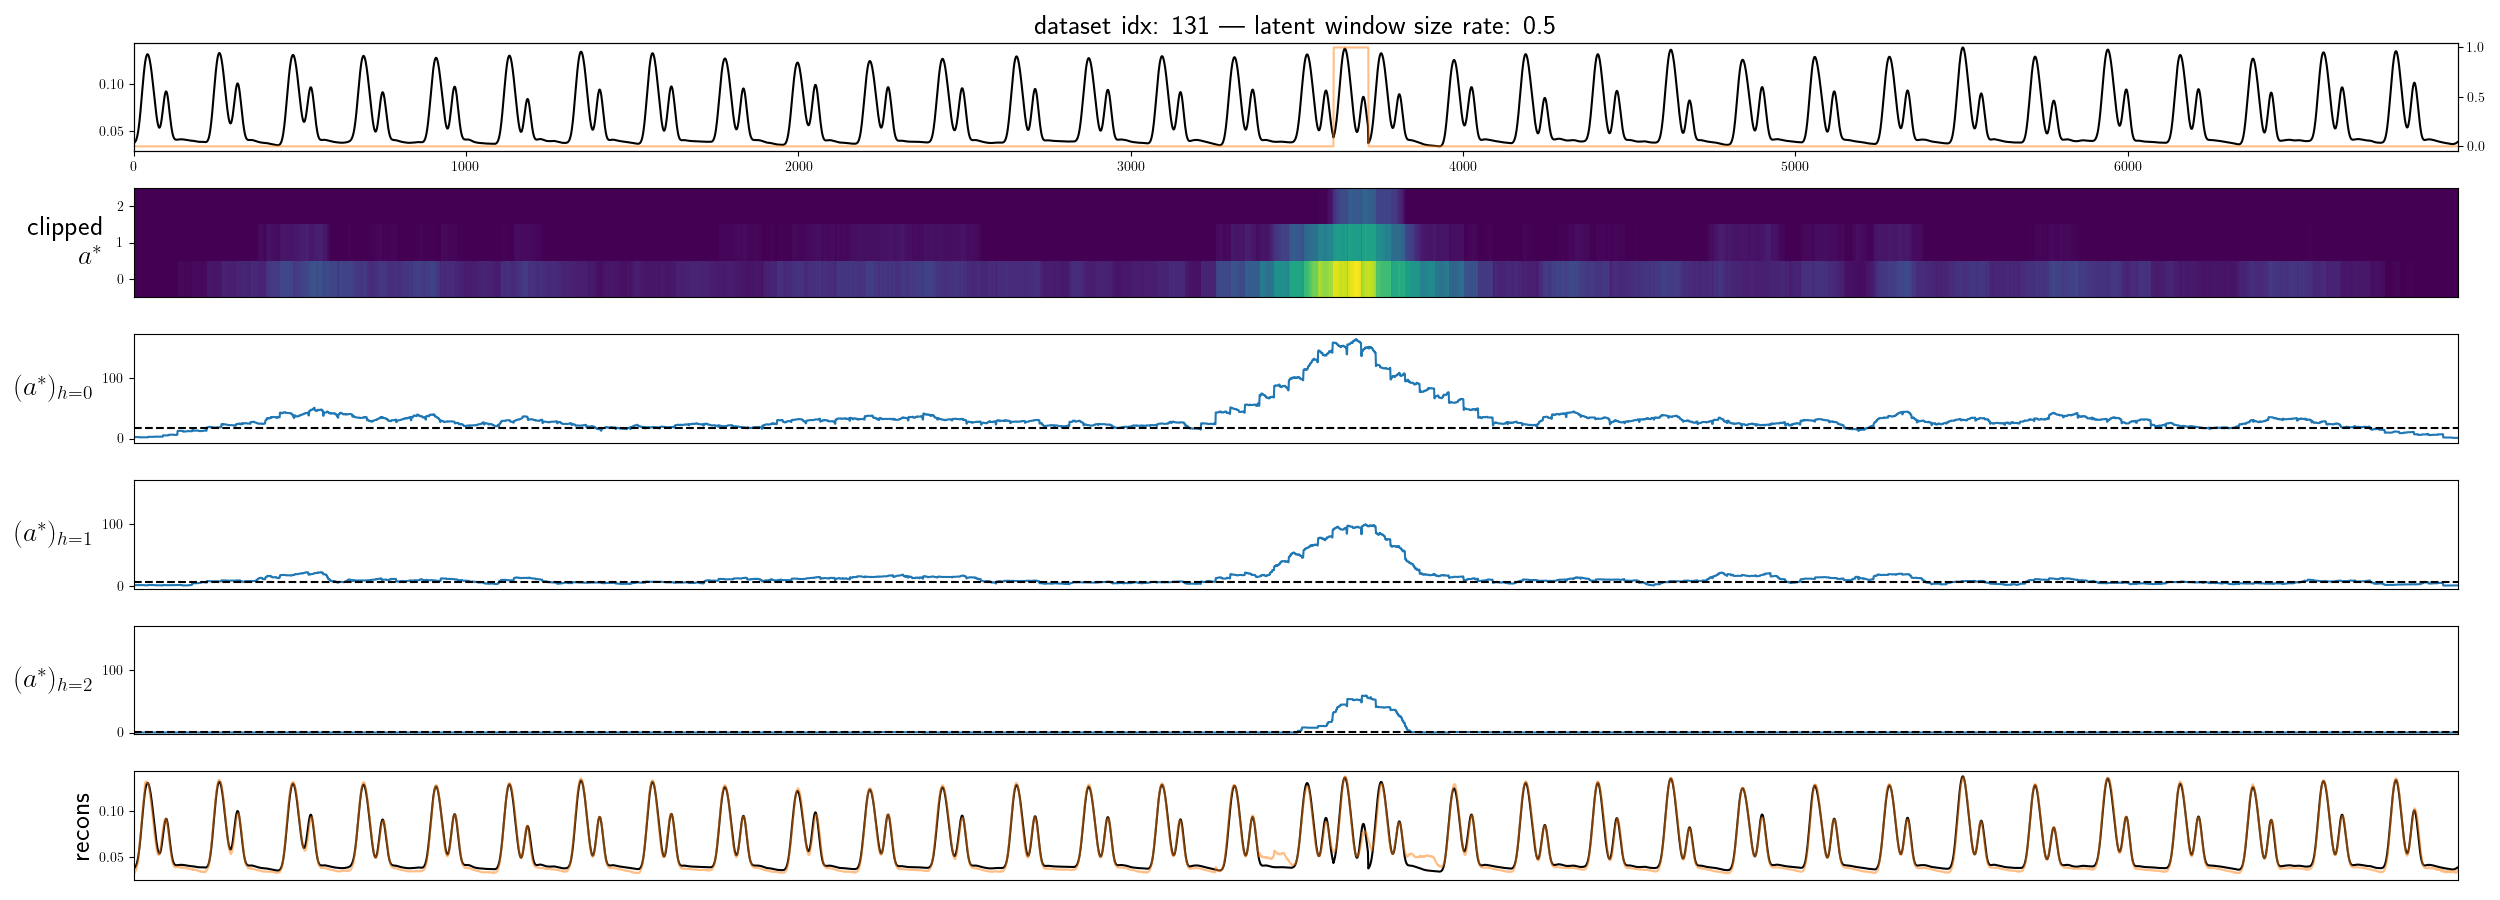 dataset idx: 131 — latent window size rate: 0.5
0.10
0.05
1.0
0.5
0.0
0 1000 2000 3000 4000 5000 6000
clipped
a*
2
1
0
(a*)h=0
100
0
(a*)h=1
100
0
(a*)h=2
100
0
recons
0.10
0.05